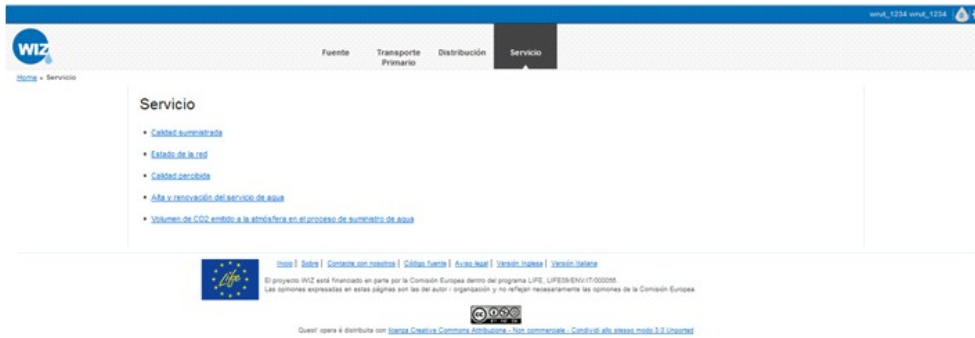 wrut_1234 wrut_1234
WIZ
Fuente Transporte Primario Distribución Servicio
Home » Servicio
Servicio
Calidad suministrada
Estado de la red
Calidad percibida
Alta y renovación del servicio de agua
Volumen de CO2 emitido a la atmósfera en el proceso de suministro de agua
Inicio | Sobre | Contacte con nosotros | Código fuente | Aviso legal | Versión Inglesa | Versión Italiana
Life
El proyecto WIZ está financiado en parte por la Comisión Europea dentro del programa LIFE, LIFE09/ENV/IT/000056.
Las opiniones expresadas en estas páginas son las del autor / organización y no reflejan necesariamente las opiniones de la Comisión Europea
BY NC SA
Quest' opera è distribuita con licenza Creative Commons Attribuzione - Non commerciale - Condividi allo stesso modo 3.0 Unported